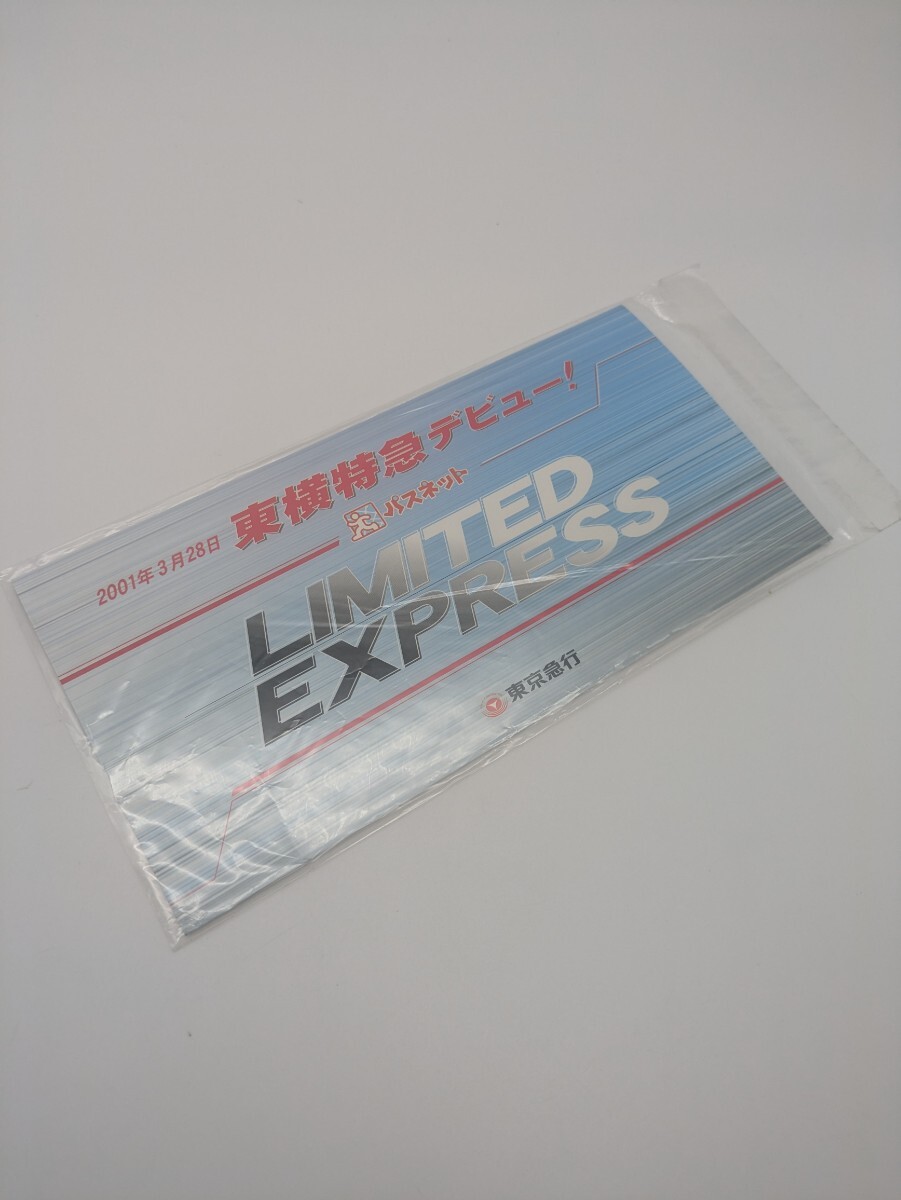 2001年3月28日 東横特急デビュー!
パスネット
LIMITED
EXPRESS
東京急行